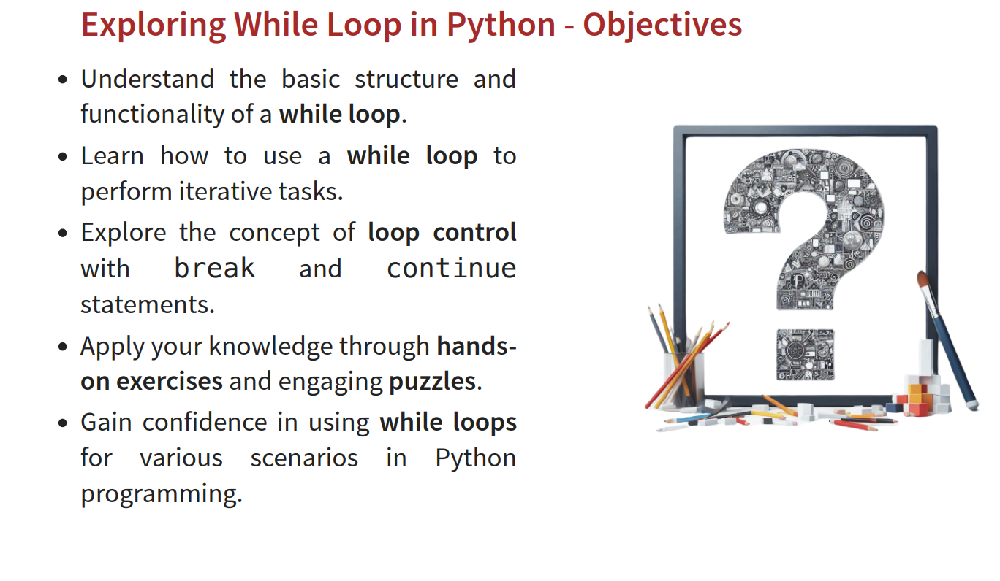 Exploring While Loop in Python - Objectives
• Understand the basic structure and
functionality of a while loop.
• Learn how to use a while loop to
perform iterative tasks.
• Explore the concept of loop control
with break and continue
statements.
• Apply your knowledge through hands-
on exercises and engaging puzzles.
• Gain confidence in using while loops
for various scenarios in Python
programming.
?